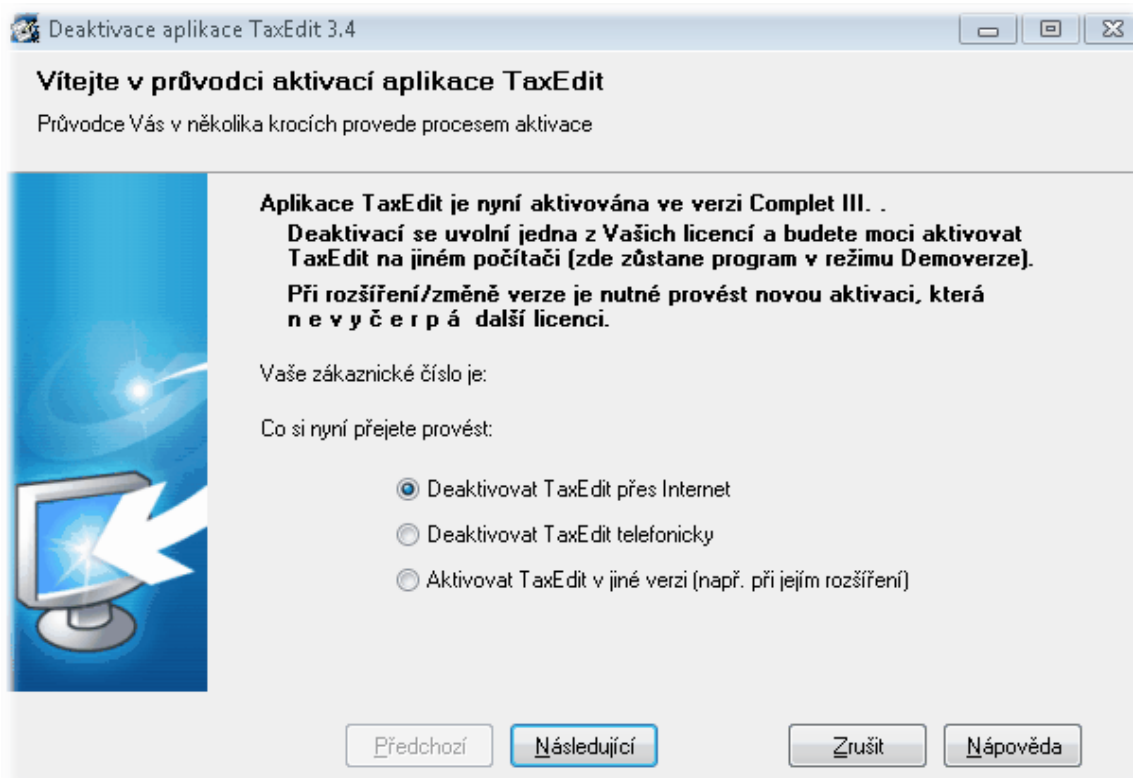 Deaktivace aplikace TaxEdit 3.4
Vítejte v průvodci aktivací aplikace TaxEdit
Průvodce Vás v několika krocích provede procesem aktivace
Aplikace TaxEdit je nyní aktivována ve verzi Complet III. .
Deaktivací se uvolní jedna z Vašich licencí a budete moci aktivovat
TaxEdit na jiném počítači (zde zůstane program v režimu Demoverze).
Při rozšíření/změně verze je nutné provést novou aktivaci, která
n e v y č e r p á další licenci.
Vaše zákaznické číslo je:
Co si nyní přejete provést:
Deaktivovat TaxEdit přes Internet
Deaktivovat TaxEdit telefonicky
Aktivovat TaxEdit v jiné verzi (např. při jejím rozšíření)
Předchozí Následující Zrušit Nápověda